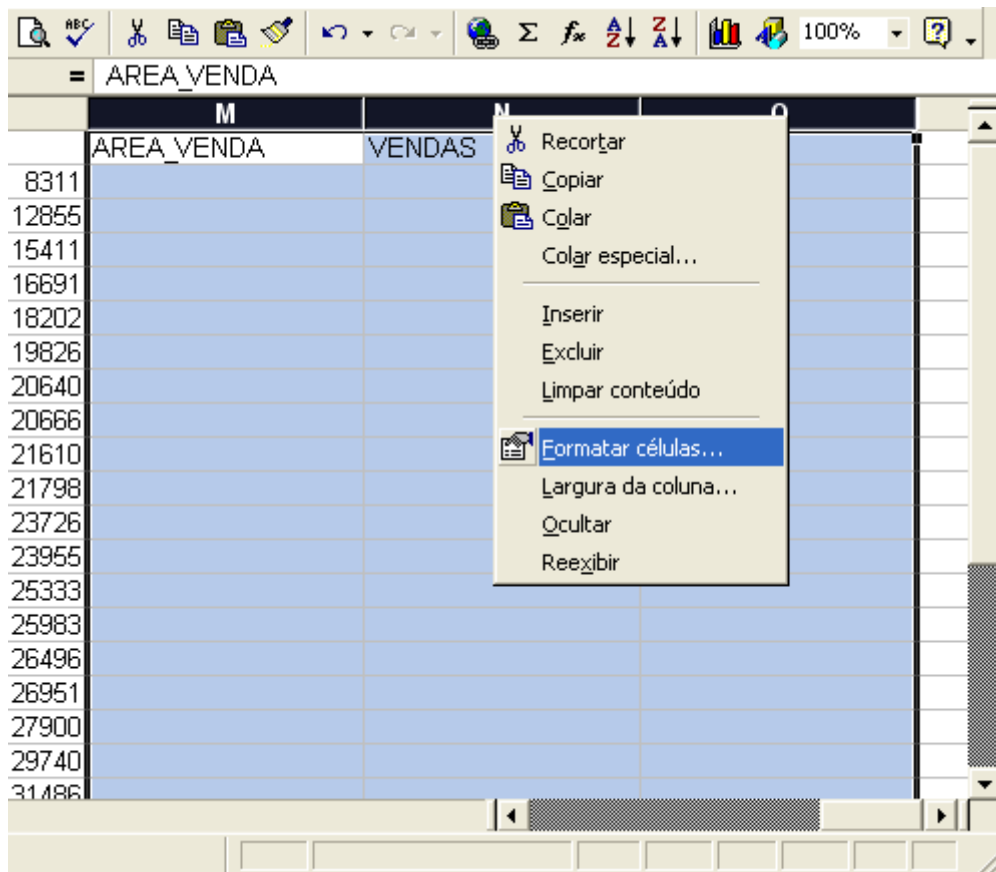 100%
= AREA_VENDA
M N O
AREA_VENDA VENDAS
8311
12855
15411
16691
18202
19826
20640
20666
21610
21798
23726
23955
25333
25983
26496
26951
27900
29740
31486
Recortar
Copiar
Colar
Colar especial...
Inserir
Excluir
Limpar conteúdo
Formatar células...
Largura da coluna...
Ocultar
Reexibir